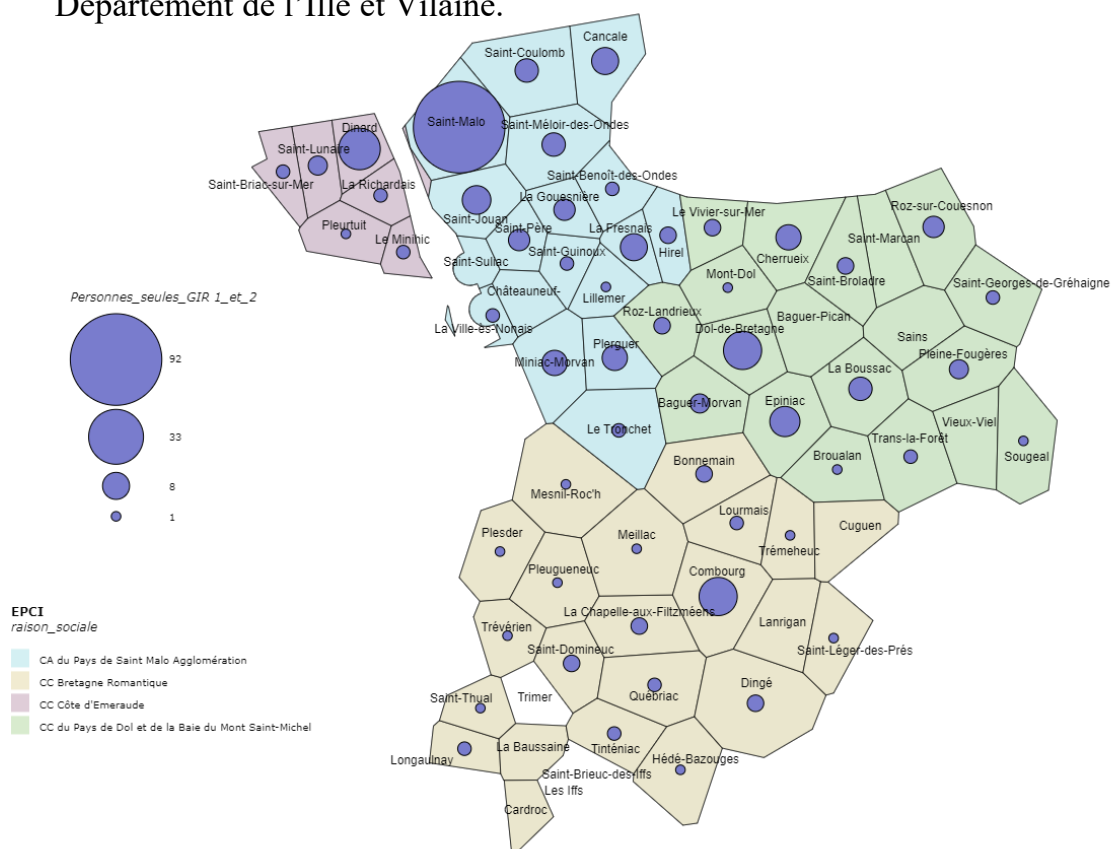 Département de l'Ille et Vilaine.
Cancale
Saint-Coulomb
Saint-Malo
Saint-Méloir-des-Ondes
Dinard
Saint-Lunaire
Saint-Briac-sur-Mer
La Richardais
Saint-Benoît-des-Ondes
La Gouesnière
Pleurtuit
Le Minihic
Saint-Jouan
Saint-Père
La Fresnais
Hirel
Le Vivier-sur-Mer
Cherrueix
Saint-Marcan
Roz-sur-Couesnon
Saint-Suliac
Saint-Guinoux
Châteauneuf-
Lillemer
Mont-Dol
Saint-Broladre
Saint-Georges-de-Gréhaigne
La Ville-ès-Nonais
Roz-Landrieux
Dol-de-Bretagne
Baguer-Pican
Sains
Miniac-Morvan
Plerguer
Pleine-Fougères
La Boussac
Baguer-Morvan
Epiniac
Le Tronchet
Vieux-Viel
Trans-la-Forêt
Broualan
Sougeal
Personnes_seules_GIR 1_et_2
92
33
8
1
Bonnemain
Mesnil-Roc'h
Lourmais
Cuguen
Plesder
Meillac
Trémeheuc
Pleugueneuc
Combourg
La Chapelle-aux-Filtzméens
Lanrigan
Trévérien
Saint-Domineuc
Saint-Léger-des-Prés
Saint-Thual
Trimer
Québriac
Dingé
Longaulnay
La Baussaine
Tinténiac
Hédé-Bazouges
Saint-Brieuc-des-Iffs
Les Iffs
Cardroc
EPCI
raison_sociale
CA du Pays de Saint Malo Agglomération
CC Bretagne Romantique
CC Côte d'Emeraude
CC du Pays de Dol et de la Baie du Mont Saint-Michel